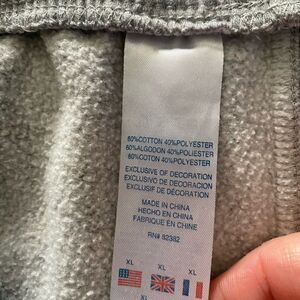 60%COTTON 40%POLYESTER
60%ALGODON 40%POLIESTER
60%COTON 40%POLYESTER
EXCLUSIVE OF DECORATION
EXCLUSIVO DE DECORACION
EXCLUSIF DE DÉCORATION
MADE IN CHINA
HECHO EN CHINA
FABRIQUÉ EN CHINE
RN# 82382
XL XL XL
XL